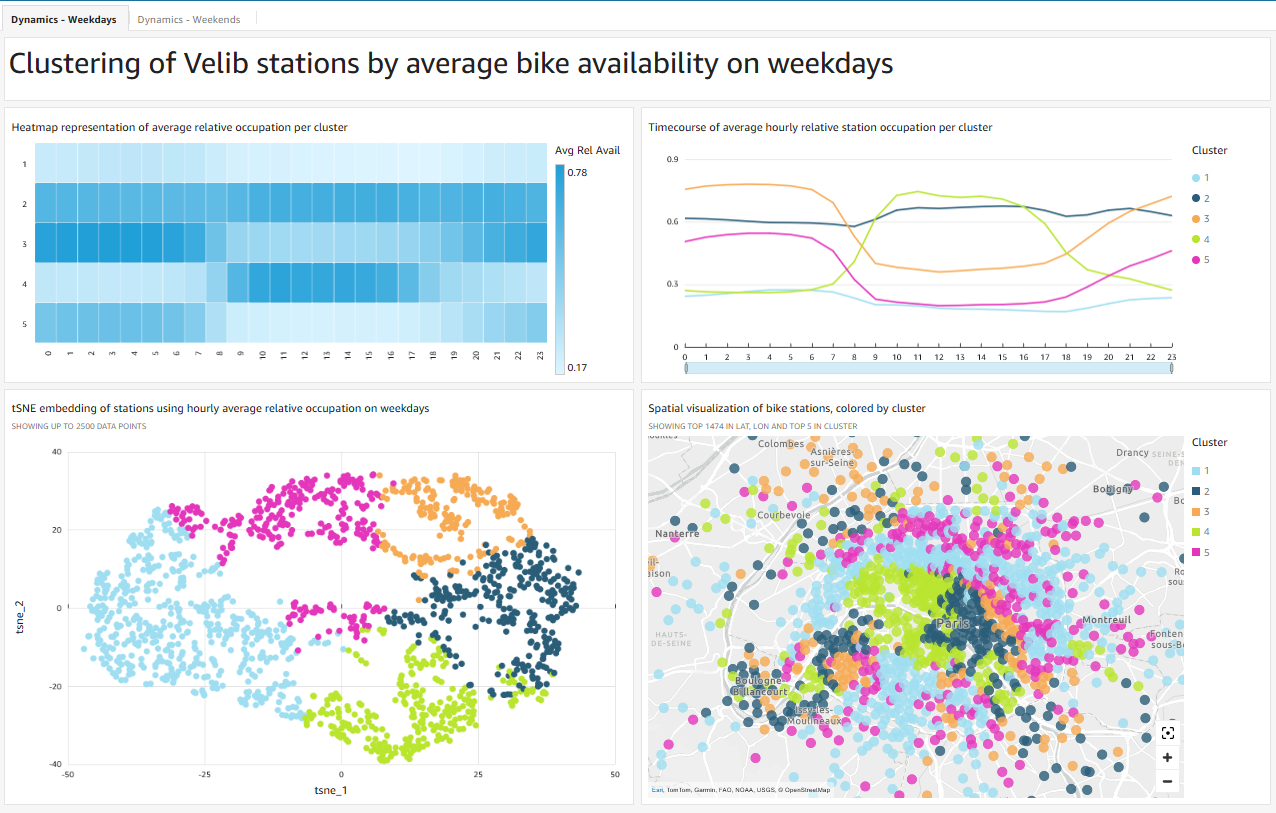 Dynamics - Weekdays
Dynamics - Weekends
Clustering of Velib stations by average bike availability on weekdays
Heatmap representation of average relative occupation per cluster
Avg Rel Avail
0.78
0.17
1
2
3
4
5
0 1 2 3 4 5 6 7 8 9 10 11 12 13 14 15 16 17 18 19 20 21 22 23
Timecourse of average hourly relative station occupation per cluster
Cluster
1
2
3
4
5
0.9
0.6
0.3
0
0 1 2 3 4 5 6 7 8 9 10 11 12 13 14 15 16 17 18 19 20 21 22 23
tSNE embedding of stations using hourly average relative occupation on weekdays
SHOWING UP TO 2500 DATA POINTS
tsne_2
40
20
0
-20
-40
-50 -25 0 25 50
tsne_1
Spatial visualization of bike stations, colored by cluster
SHOWING TOP 1474 IN LAT, LON AND TOP 5 IN CLUSTER
Cluster
1
2
3
4
5
Colombes
Asnières-
sur-Seine
Drancy
SEINE-S
Bobigny
Courbevoie
Nanterre
Paris
Montreuil
HAUTS-
DE-SEINE
Fonten
sous-B
Boulogne
Billancourt
Issy-les-
Moulineaux
Esri, TomTom, Garmin, FAO, NOAA, USGS, © OpenStreetMap